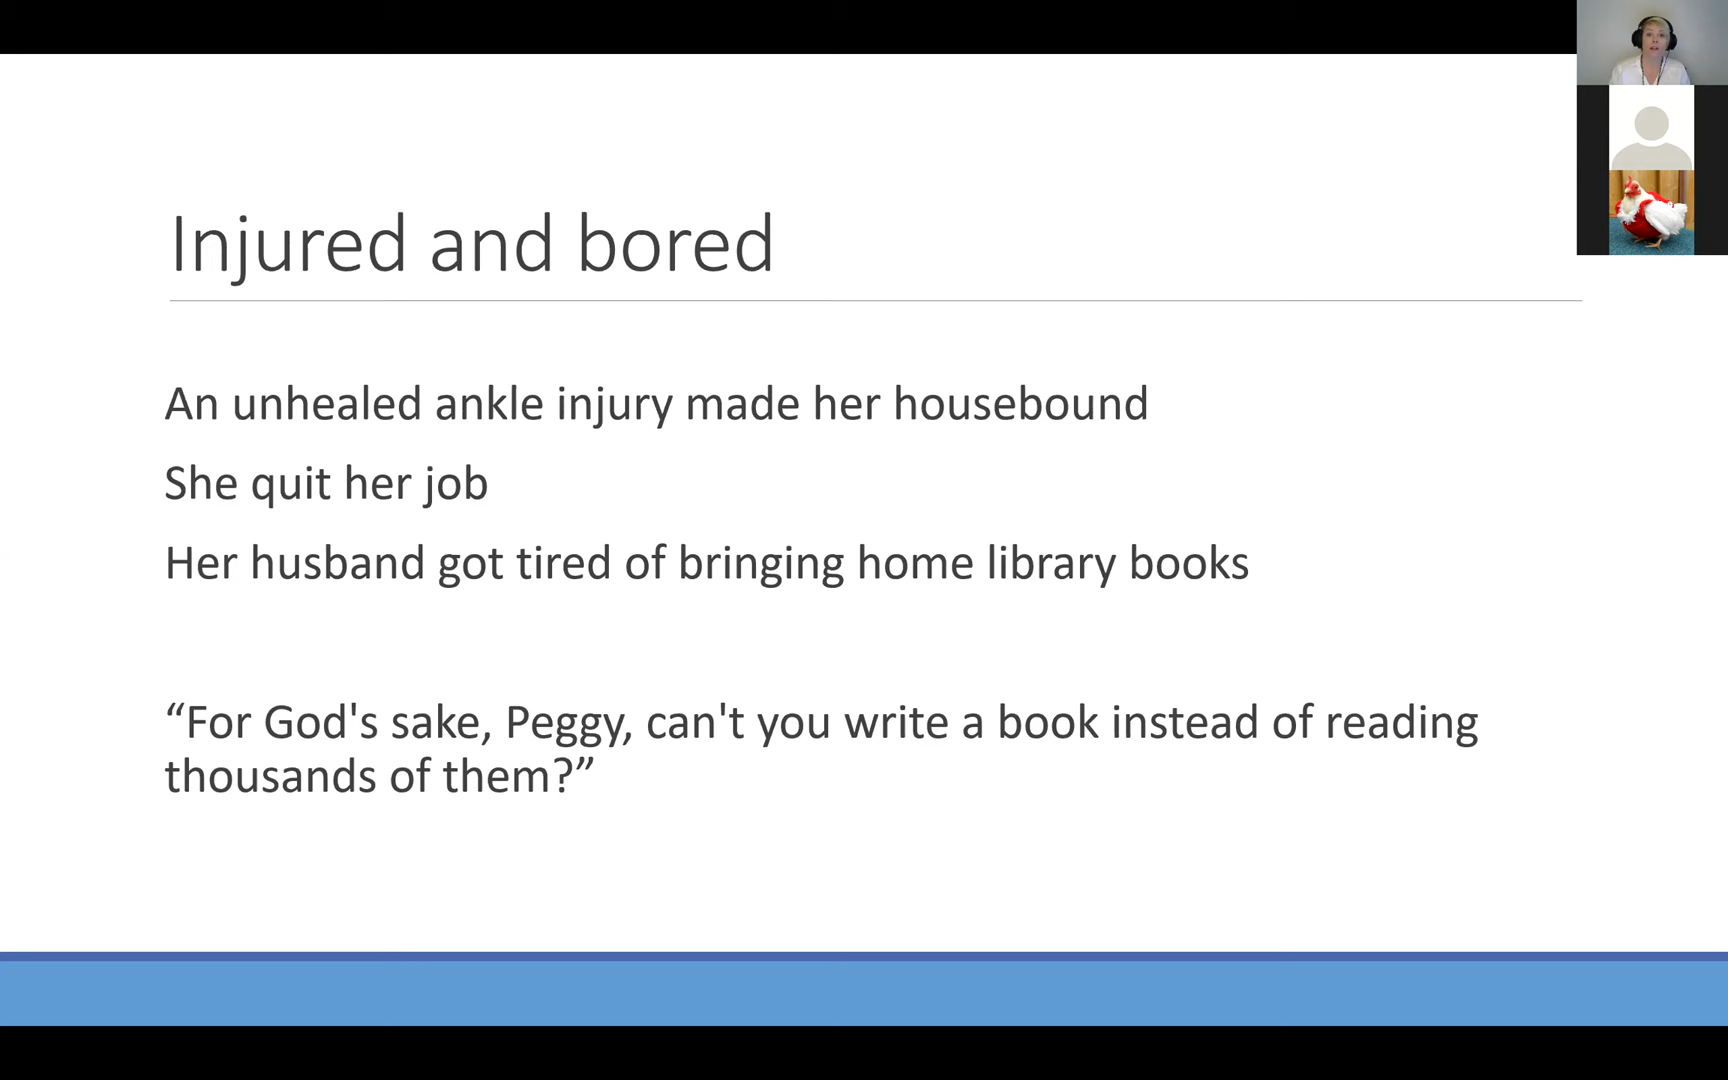 Injured and bored
An unhealed ankle injury made her housebound
She quit her job
Her husband got tired of bringing home library books
“For God's sake, Peggy, can't you write a book instead of reading
thousands of them?”